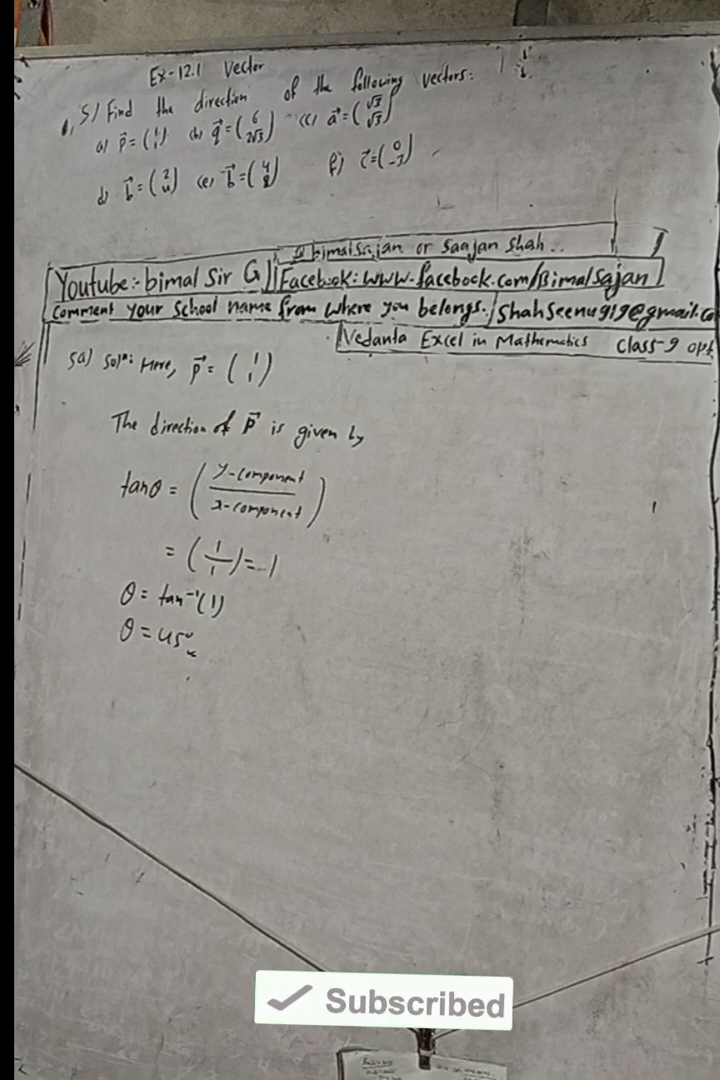 Ex-12.1 Vector
5) Find the direction of the following vectors:
a) p⃗ = (1 1) (b) q⃗ = (6 2√3) (c) a⃗ = (√3 √3)
d) b⃗ = (2 4) (e) b⃗ = (4) f) c⃗ = (0 -3)
@bimalsajan or Saajan Shah..
Youtube:- bimal Sir G || Facebook: www.facebook.com/Bimalsajan
Comment your School name from where you belongs. / Shahseenu919@gmail.co
Vedanta Excel in Mathematics class-9 opt
5a) Solⁿ: Here, p⃗ = (1 1)
The direction of p⃗ is given by
tanθ = (y-component / x-component)
= (1/1) = 1
θ = tan⁻¹(1)
θ = 45°
Subscribed